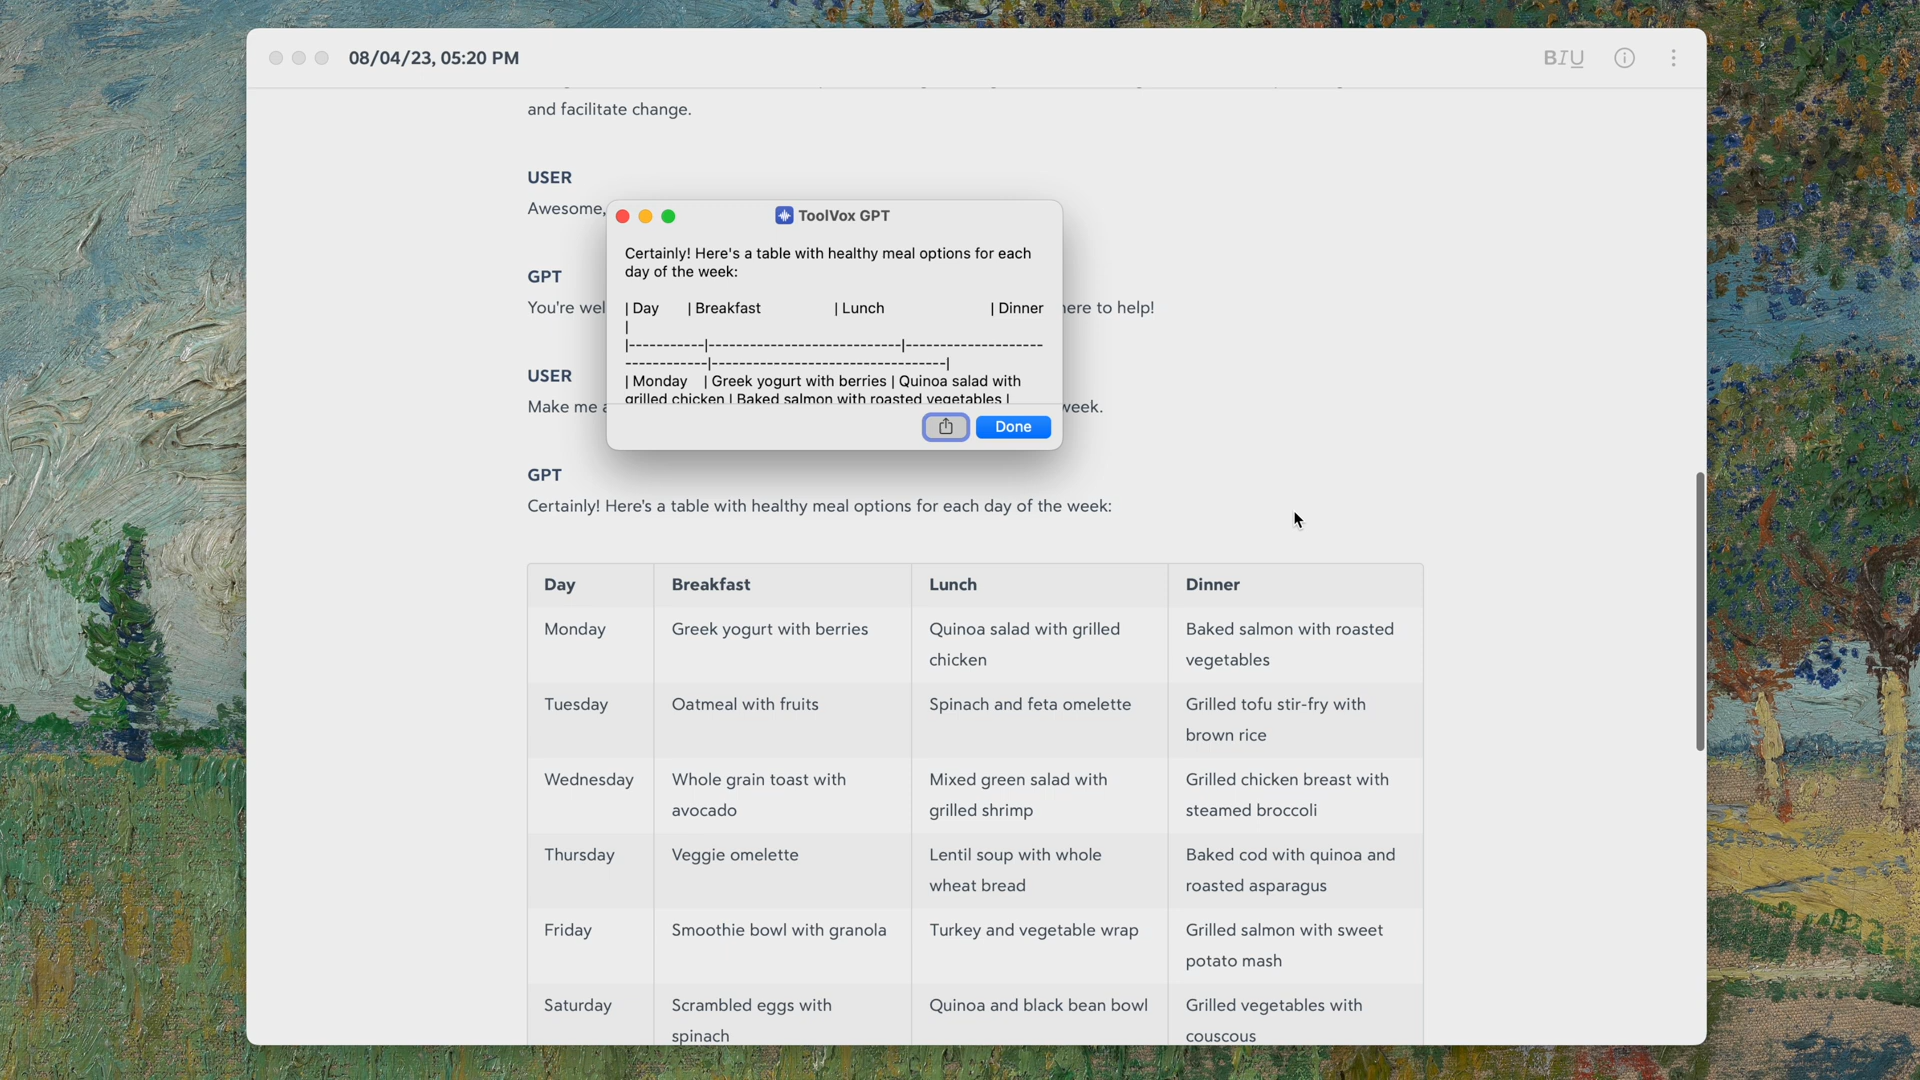 08/04/23, 05:20 PM
BIU
and facilitate change.
USER
Awesome,
GPT
You're wel
here to help!
USER
Make me a
week.
ToolVox GPT
Certainly! Here's a table with healthy meal options for each
day of the week:
| Day | Breakfast | Lunch | Dinner
|
|-----------|----------------------------|--------------------
------------|----------------------------------|
| Monday | Greek yogurt with berries | Quinoa salad with
grilled chicken | Baked salmon with roasted vegetables |
Done
GPT
Certainly! Here's a table with healthy meal options for each day of the week:
Day Breakfast Lunch Dinner
Monday Greek yogurt with berries Quinoa salad with grilled Baked salmon with roasted
chicken vegetables
Tuesday Oatmeal with fruits Spinach and feta omelette Grilled tofu stir-fry with
brown rice
Wednesday Whole grain toast with Mixed green salad with Grilled chicken breast with
avocado grilled shrimp steamed broccoli
Thursday Veggie omelette Lentil soup with whole Baked cod with quinoa and
wheat bread roasted asparagus
Friday Smoothie bowl with granola Turkey and vegetable wrap Grilled salmon with sweet
potato mash
Saturday Scrambled eggs with Quinoa and black bean bowl Grilled vegetables with
spinach couscous